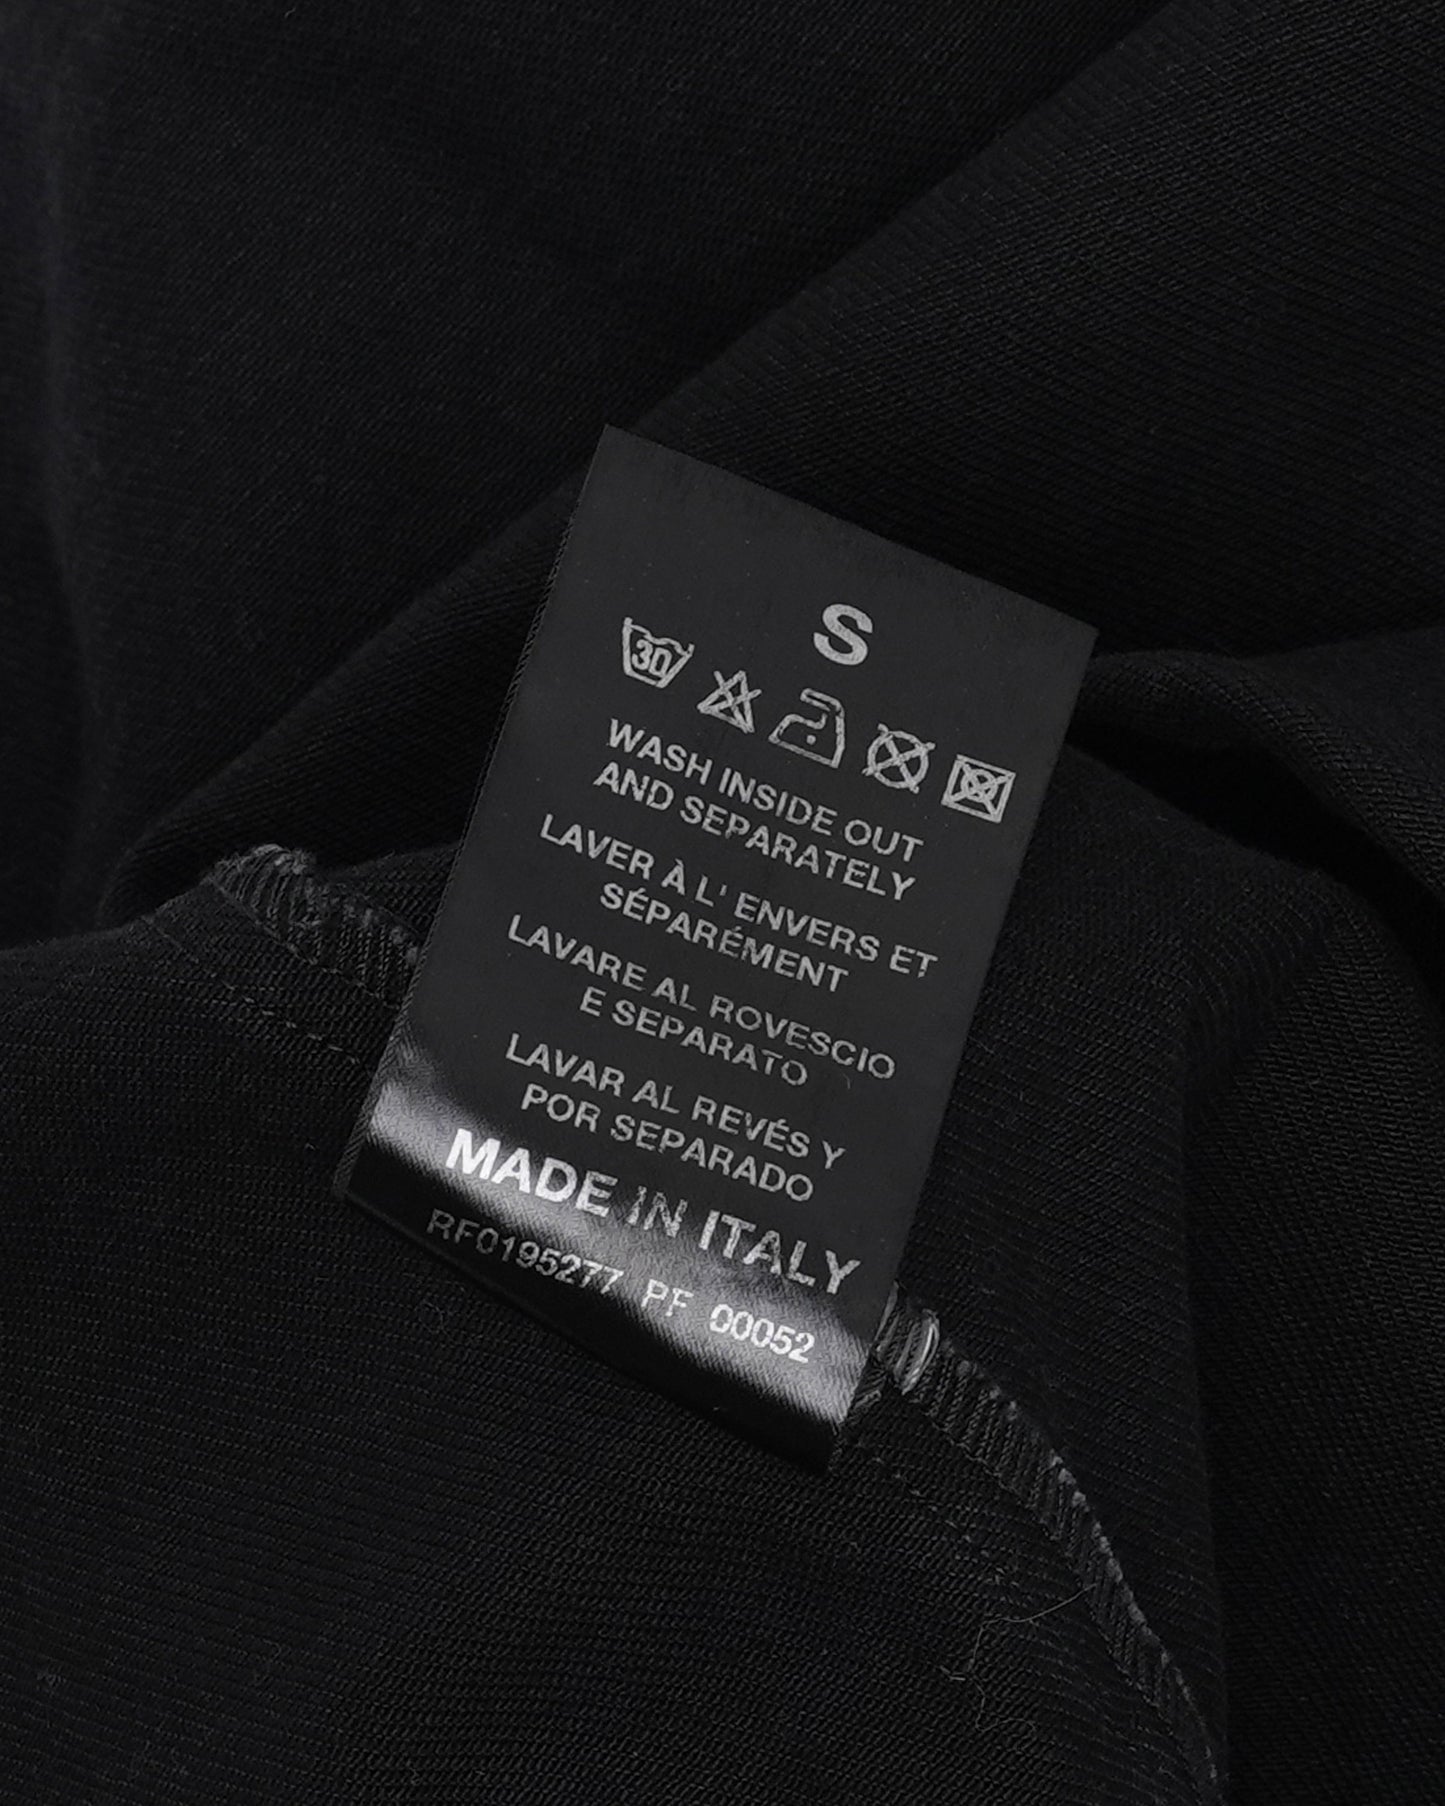 S
30
WASH INSIDE OUT
AND SEPARATELY
LAVER À L' ENVERS ET
SÉPARÉMENT
LAVARE AL ROVESCIO
E SEPARATO
LAVAR AL REVÉS Y
POR SEPARADO
MADE IN ITALY
RF0195277 PF 00052